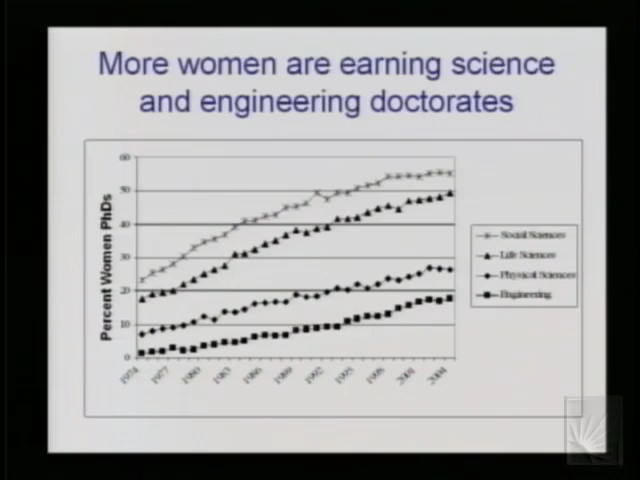 More women are earning science
and engineering doctorates
Percent Women PhDs
60
50
40
30
20
10
0
1974
1977
1980
1983
1986
1989
1992
1995
1998
2001
2004
Social Sciences
Life Sciences
Physical Sciences
Engineering